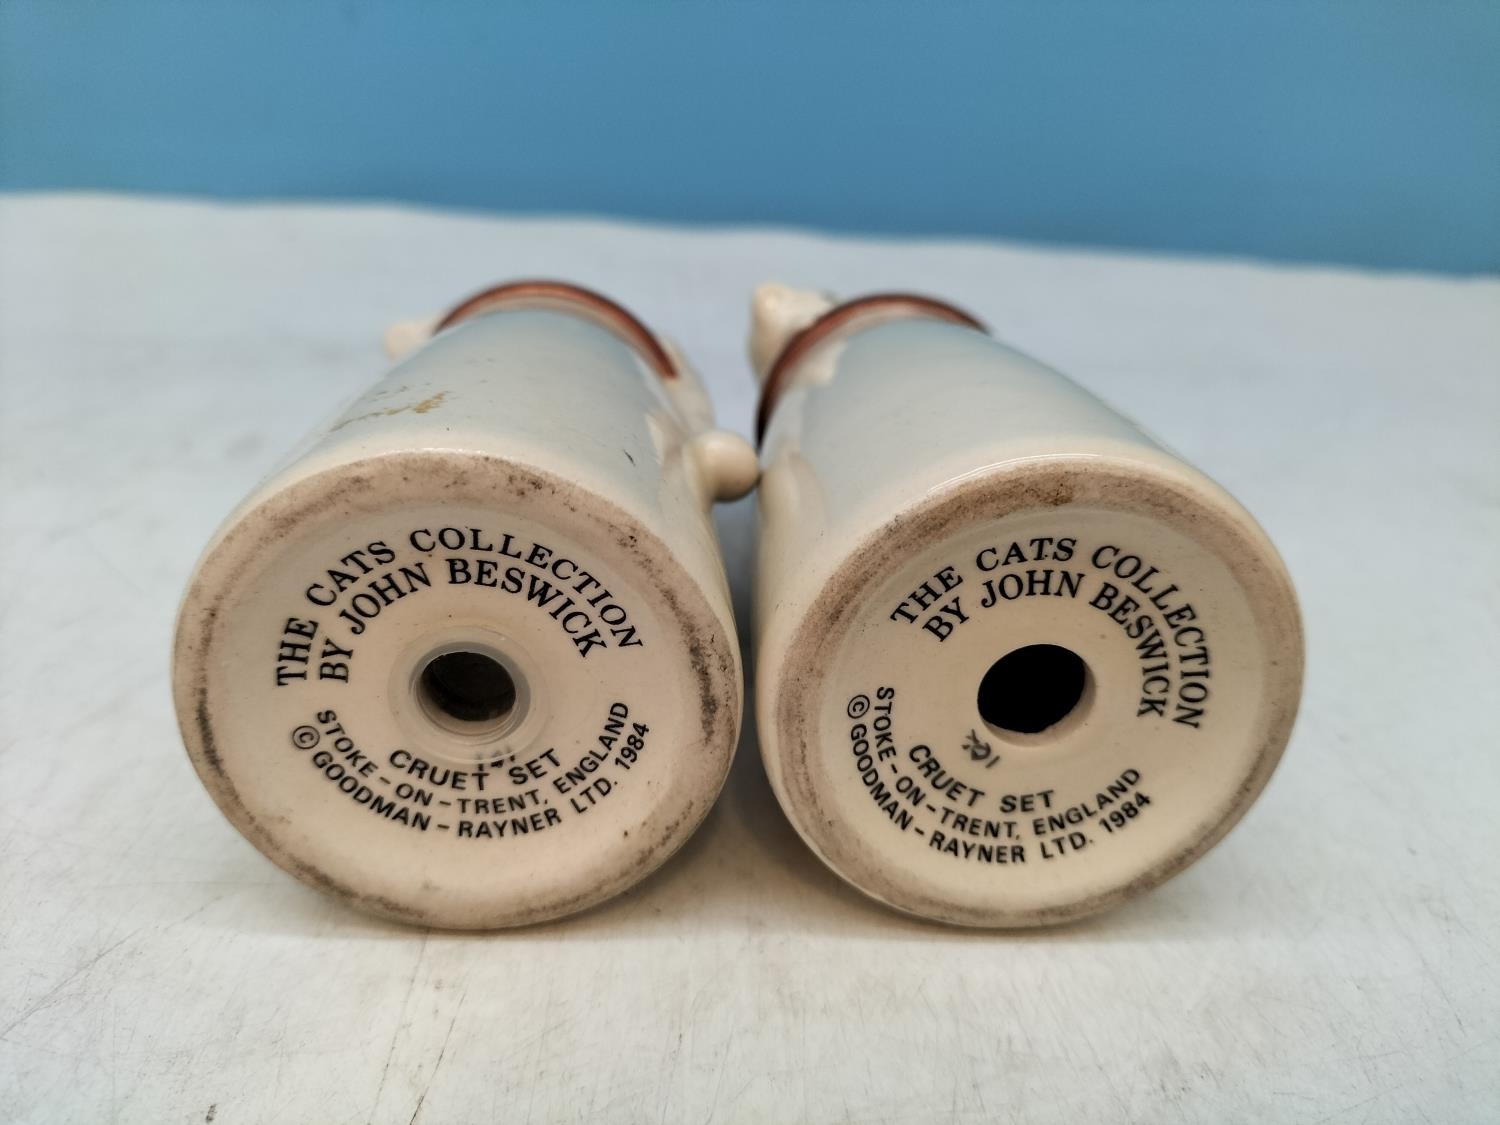 THE CATS COLLECTION
BY JOHN BESWICK
CRUET SET
STOKE-ON-TRENT, ENGLAND
© GOODMAN-RAYNER LTD. 1984
THE CATS COLLECTION
BY JOHN BESWICK
CRUET SET
STOKE-ON-TRENT, ENGLAND
© GOODMAN-RAYNER LTD. 1984